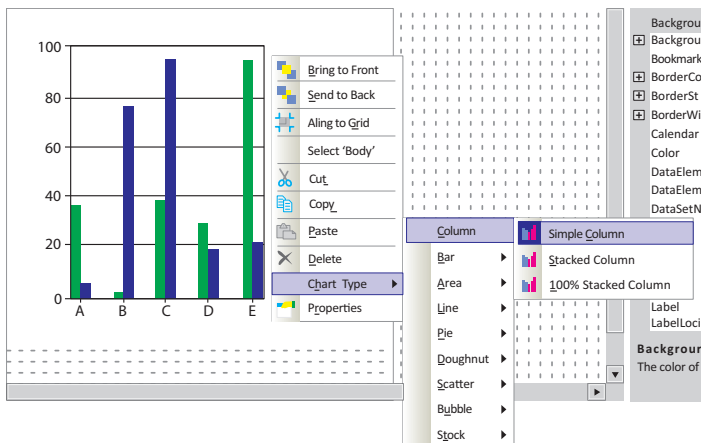 100
80
60
40
20
0
A B C D E
Bring to Front
Send to Back
Aling to Grid
Select ‘Body’
Cut
Copy
Paste
Delete
Chart Type
Properties
Column
Bar
Area
Line
Pie
Doughnut
Scatter
Bubble
Stock
Simple Column
Stacked Column
100% Stacked Column
Backgrou
Backgrou
Bookmark
BorderCo
BorderSt
BorderWi
Calendar
Color
DataElem
DataElem
DataSetN
Label
LabelLoci
Backgroun
The color of